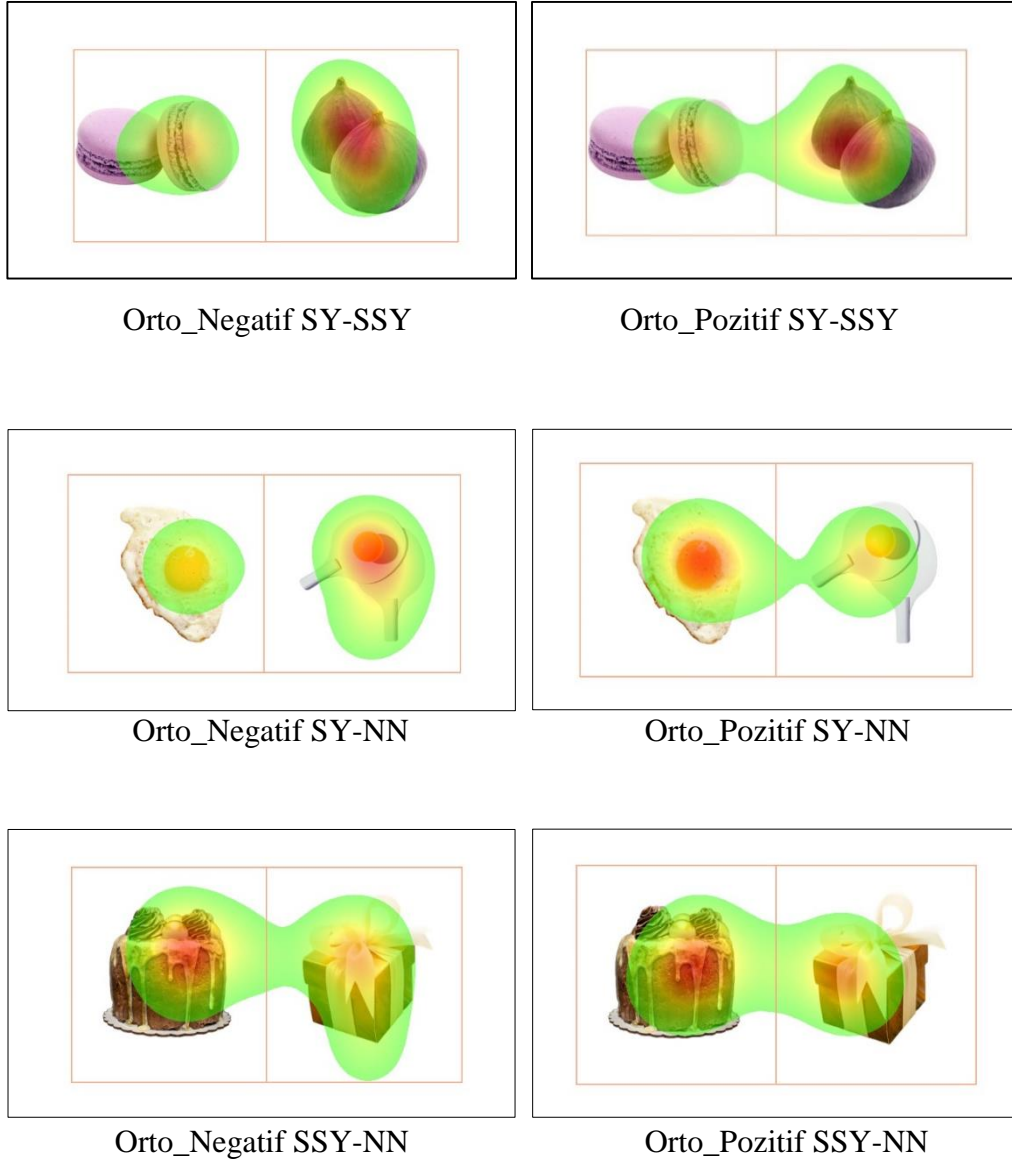 Orto_Negatif SY-SSY
Orto_Pozitif SY-SSY
Orto_Negatif SY-NN
Orto_Pozitif SY-NN
Orto_Negatif SSY-NN
Orto_Pozitif SSY-NN